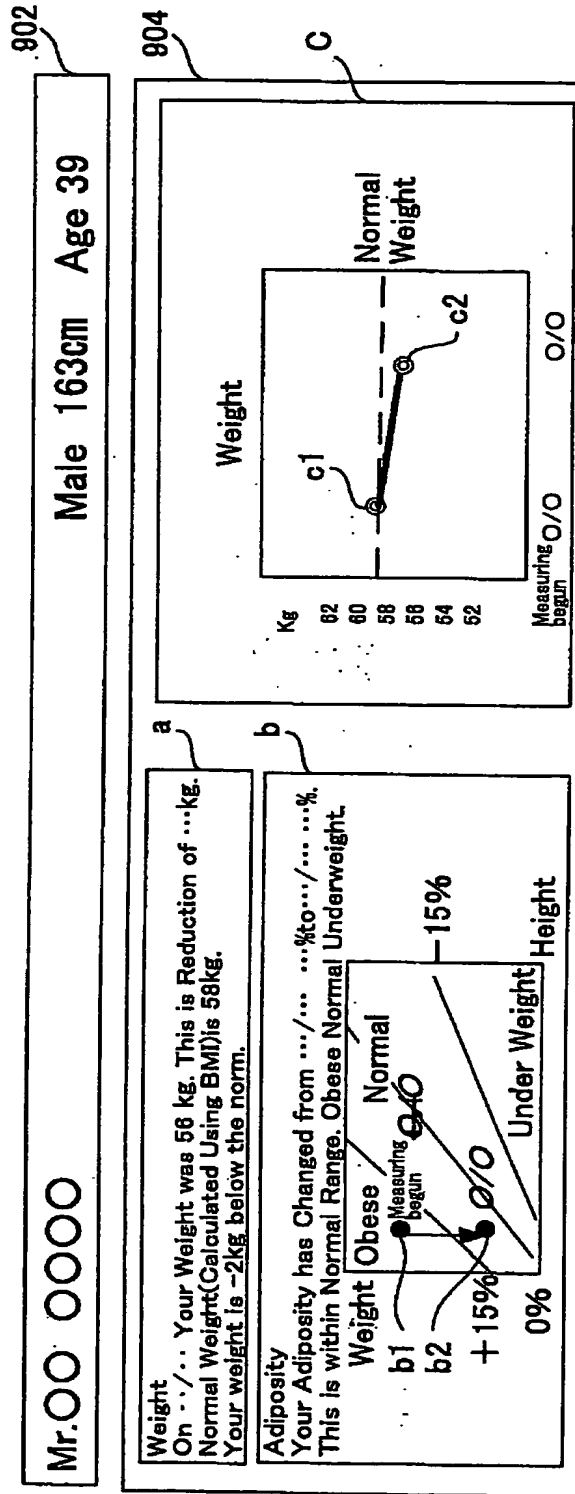 Mr.OO OOOO Male 163cm Age 39
902
904
Weight
On ··/·· Your Weight was 56 kg. This is Reduction of ···kg.
Normal Weight(Calculated Using BMI)is 58kg.
Your weight is -2kg below the norm.
a
Adiposity
Your Adiposity has Changed from ···/··· ···%to···/··· ···%.
This is within Normal Range. Obese Normal Underweight.
b
Weight Obese Normal -15%
b1
Measuring
begun
O/O
b2
O/O
+15%
Under Weight
0%
Height
C
Weight
Kg
62
60
58
56
54
52
c1
c2
Normal
Weight
Measuring
begun
O/O
O/O